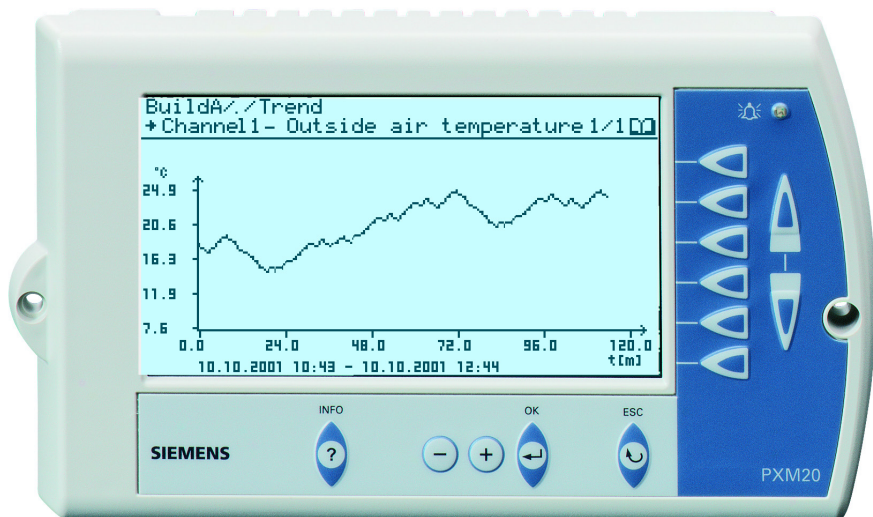 BuildA/./Trend
→Channel1- Outside air temperature 1/1
°C
24.9
20.6
16.3
11.9
7.6
0.0 24.0 48.0 72.0 96.0 120.0
t[m]
10.10.2001 10:43 - 10.10.2001 12:44
INFO OK ESC
? − +
SIEMENS
PXM20